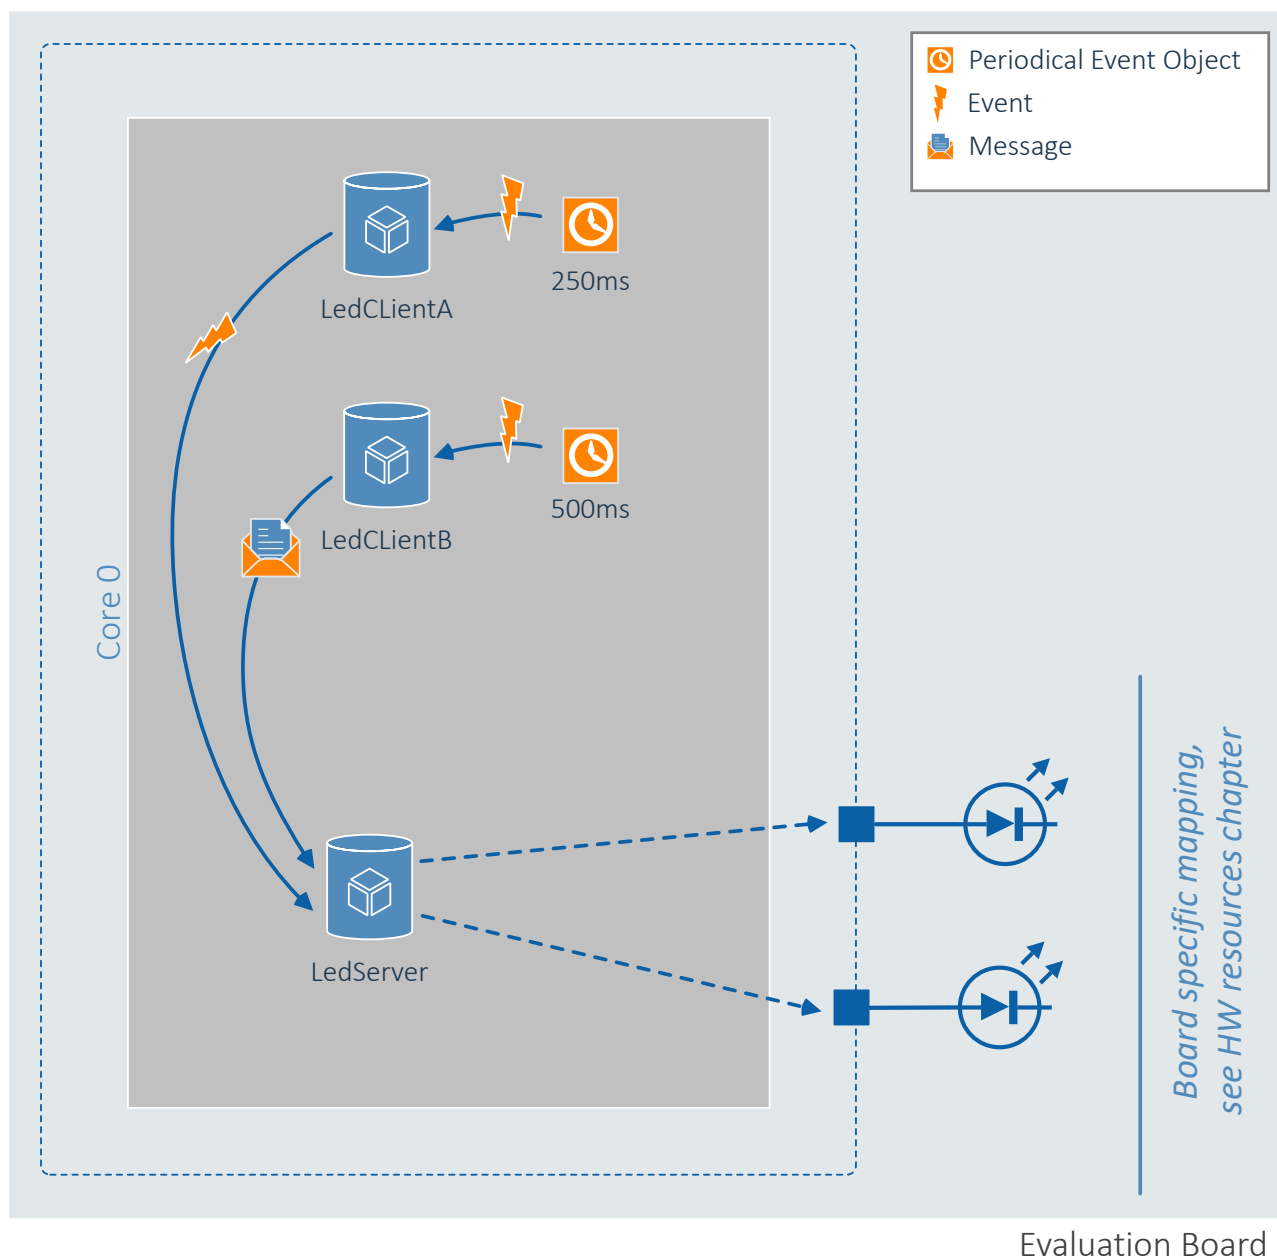 Periodical Event Object
Event
Message
250ms
LedCLientA
500ms
LedCLientB
Core 0
LedServer
Board specific mapping,
see HW resources chapter
Evaluation Board